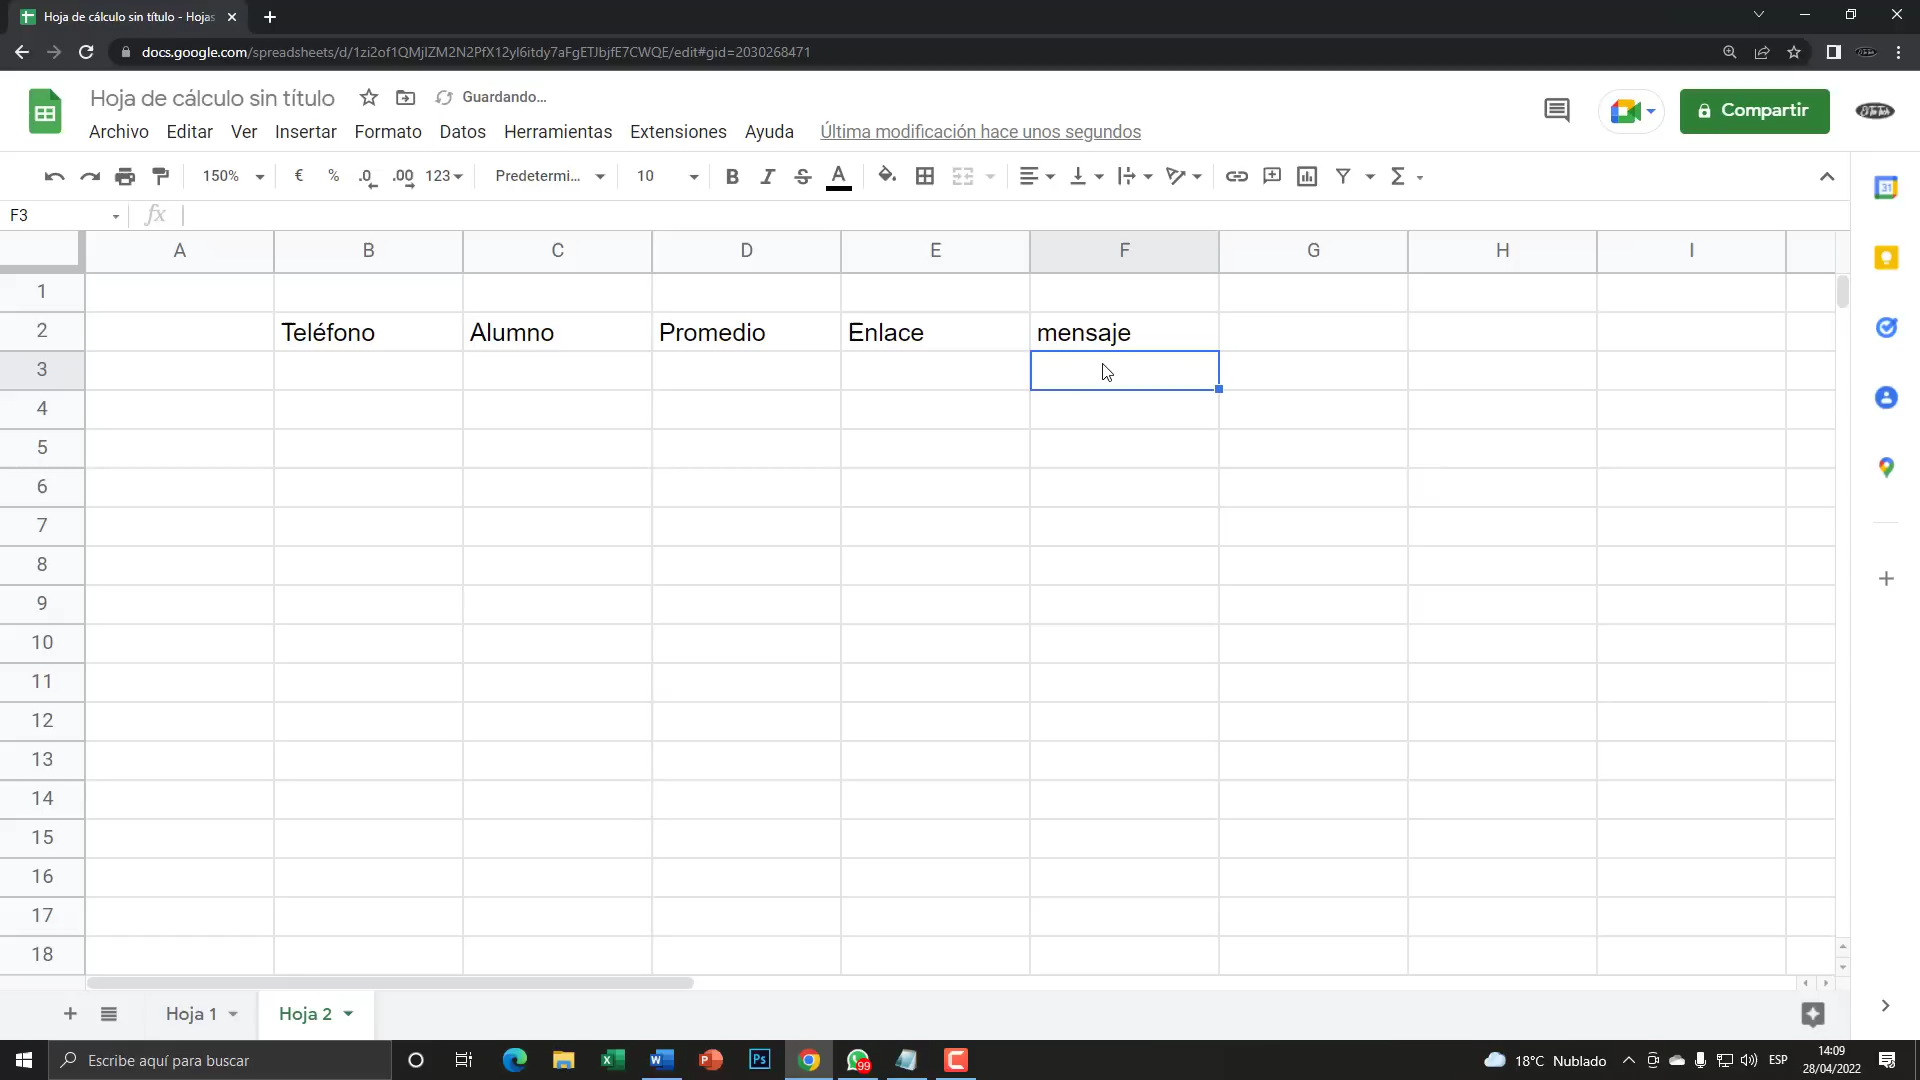 Hoja de cálculo sin título - Hojas
docs.google.com/spreadsheets/d/1zi2of1QMjIZM2N2PfX12yl6itdy7aFgETJbjfE7CWQE/edit#gid=2030268471
Hoja de cálculo sin título Guardando...
Archivo Editar Ver Insertar Formato Datos Herramientas Extensiones Ayuda Última modificación hace unos segundos
Compartir
150% € % .0 .00 123 Predetermi... 10 B I S A Σ
F3 fx
A B C D E F G H I
1
2 Teléfono Alumno Promedio Enlace mensaje
3
4
5
6
7
8
9
10
11
12
13
14
15
16
17
18
31
Hoja 1 Hoja 2
Escribe aquí para buscar
Ps
99
18°C Nublado
ESP
14:09
28/04/2022